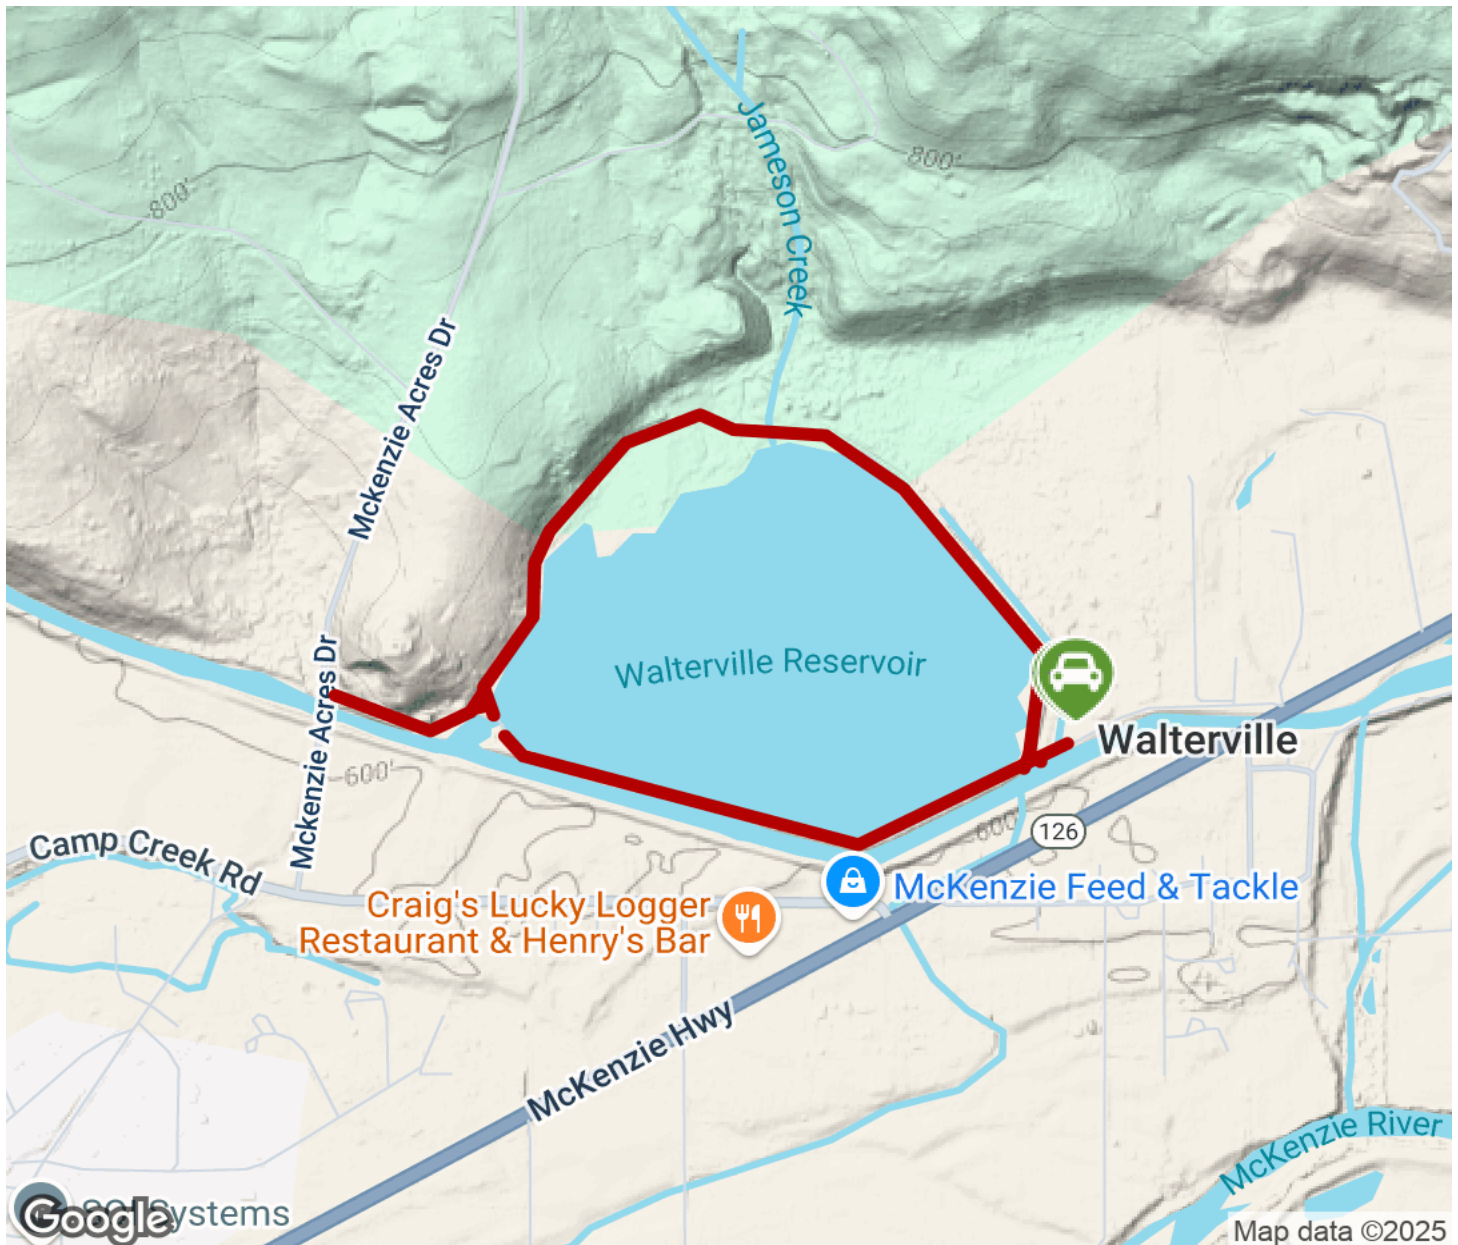 Jameson Creek
800'
800'
Mckenzie Acres Dr
Mckenzie Acres Dr
Walterville Reservoir
Walterville
600'
600'
126
Camp Creek Rd
McKenzie Feed & Tackle
Craig's Lucky Logger
Restaurant & Henry's Bar
McKenzie Hwy
McKenzie River
Systems
Google
Map data ©2025